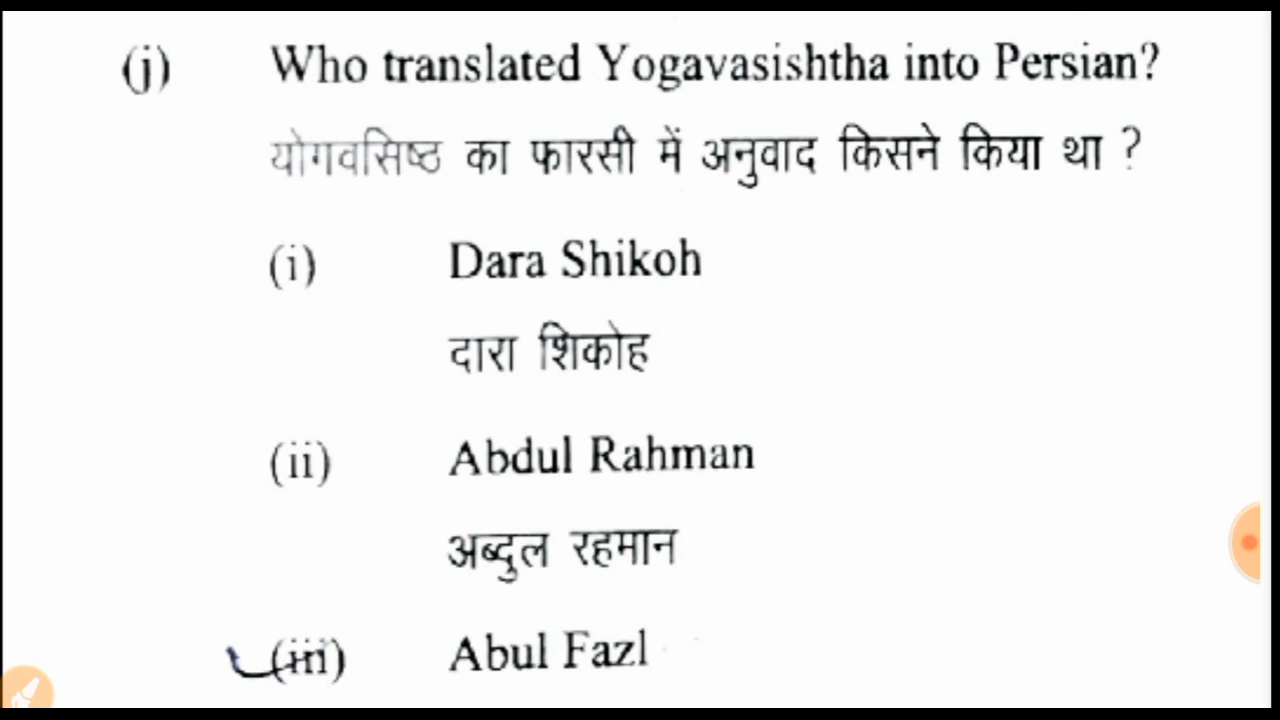 (j) Who translated Yogavasishtha into Persian?
योगवसिष्ठ का फारसी में अनुवाद किसने किया था ?
(i) Dara Shikoh
दारा शिकोह
(ii) Abdul Rahman
अब्दुल रहमान
(iii) Abul Fazl